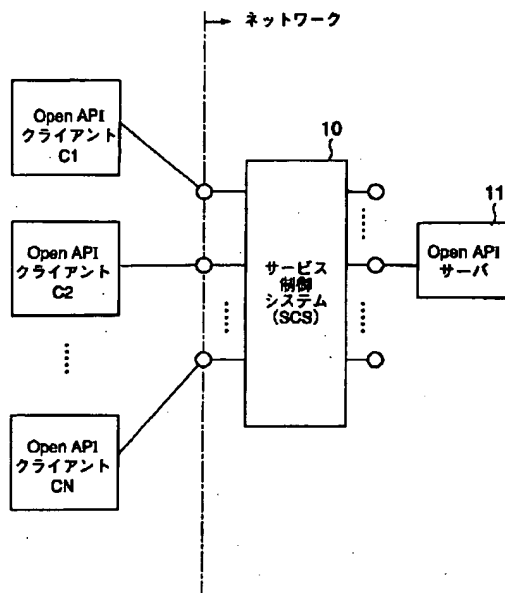 ネットワーク
Open API
クライアント
C1
Open API
クライアント
C2
Open API
クライアント
CN
10
サービス
制御
システム
(SCS)
11
Open API
サーバ